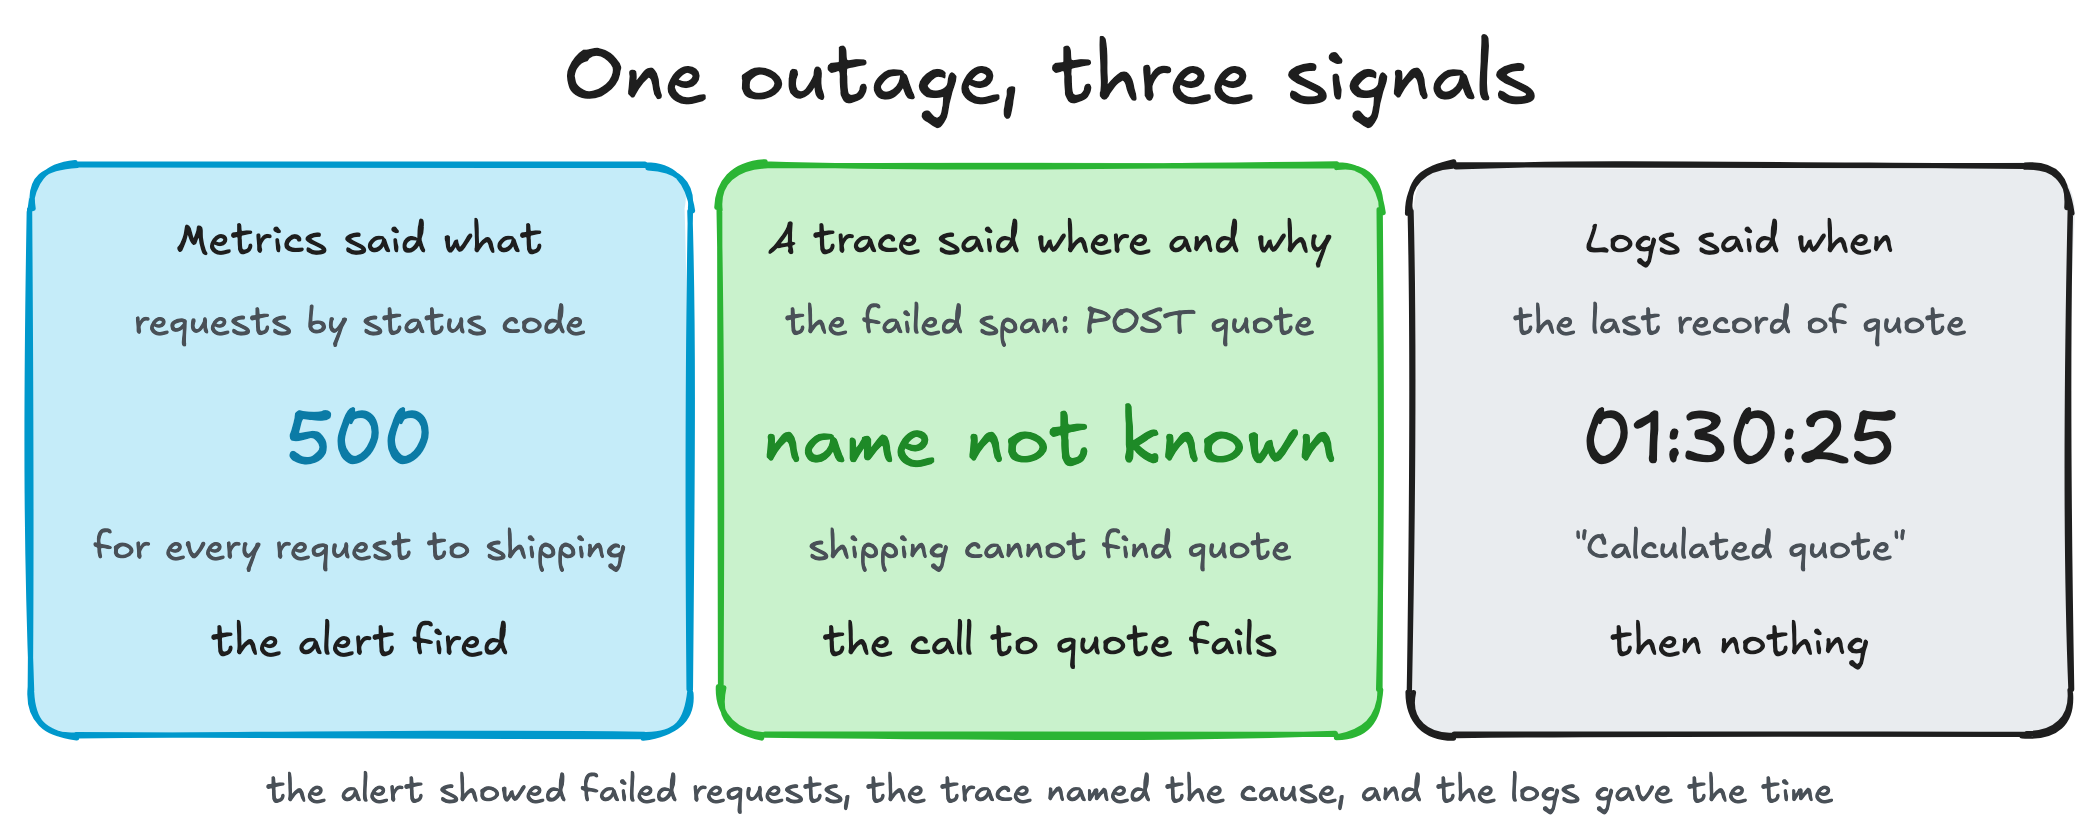 One outage, three signals
Metrics said what
requests by status code
500
for every request to shipping
the alert fired
A trace said where and why
the failed span: POST quote
name not known
shipping cannot find quote
the call to quote fails
Logs said when
the last record of quote
01:30:25
"Calculated quote"
then nothing
the alert showed failed requests, the trace named the cause, and the logs gave the time